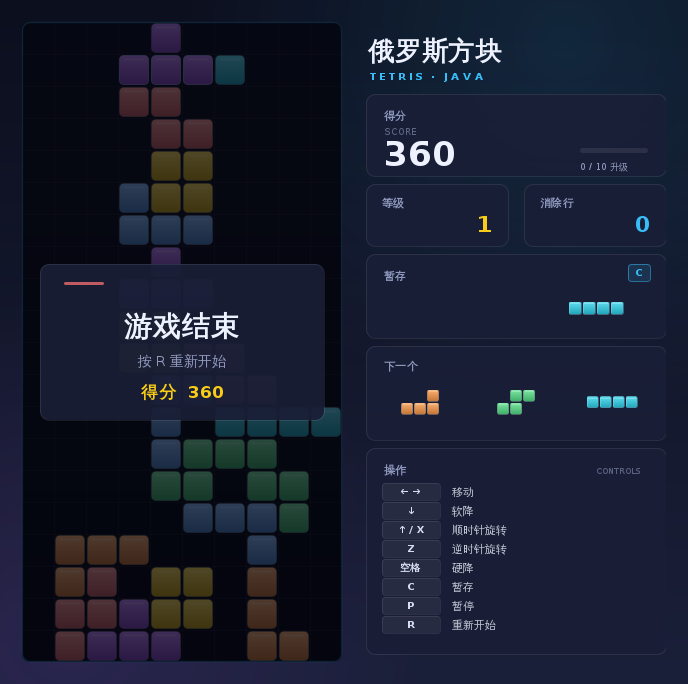 俄罗斯方块
TETRIS · JAVA
得分
SCORE
360
0 / 10 升级
等级
1
消除行
0
暂存
C
下一个
游戏结束
按 R 重新开始
得分 360
操作
CONTROLS
← → 移动
↓ 软降
↑ / X 顺时针旋转
Z 逆时针旋转
空格 硬降
C 暂存
P 暂停
R 重新开始